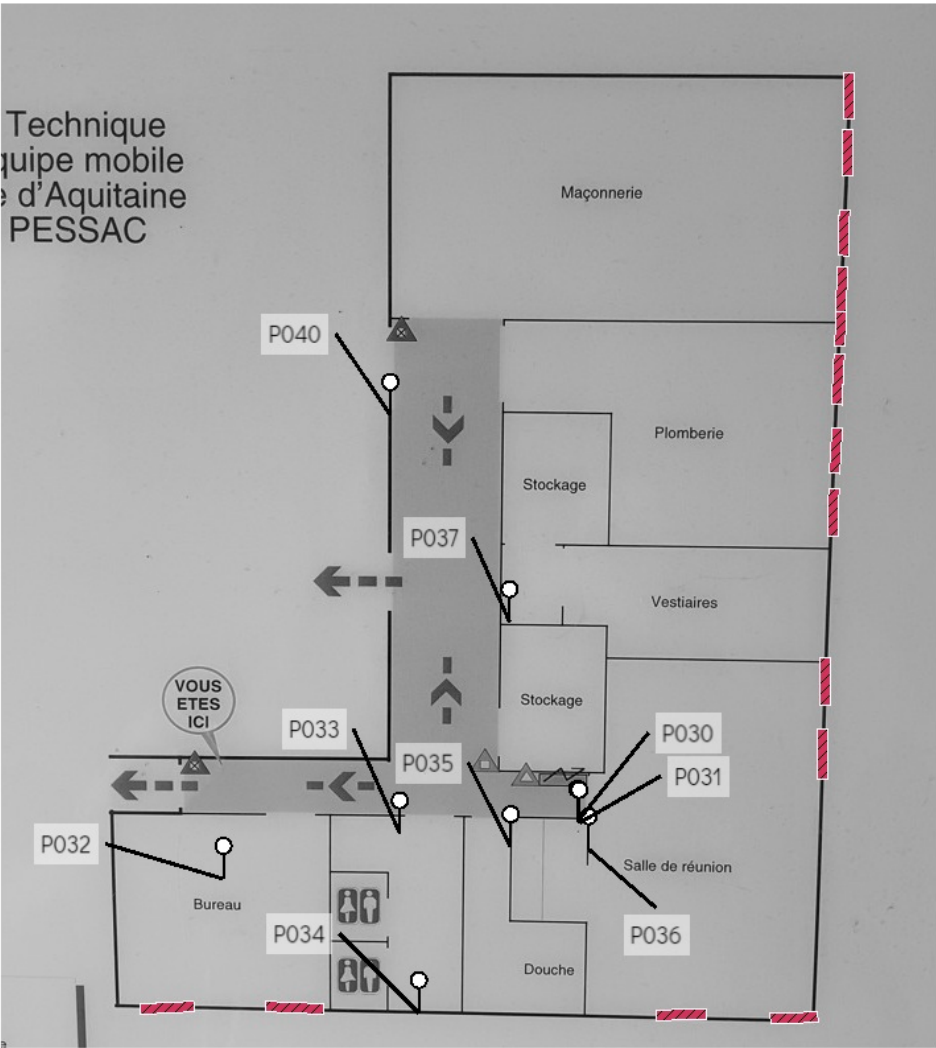 Technique
quipe mobile
e d'Aquitaine
PESSAC
Maçonnerie
P040
Plomberie
Stockage
P037
Vestiaires
VOUS
ETES
ICI
Stockage
P033
P030
P035
P031
P032
Salle de réunion
Bureau
P034
P036
Douche
e